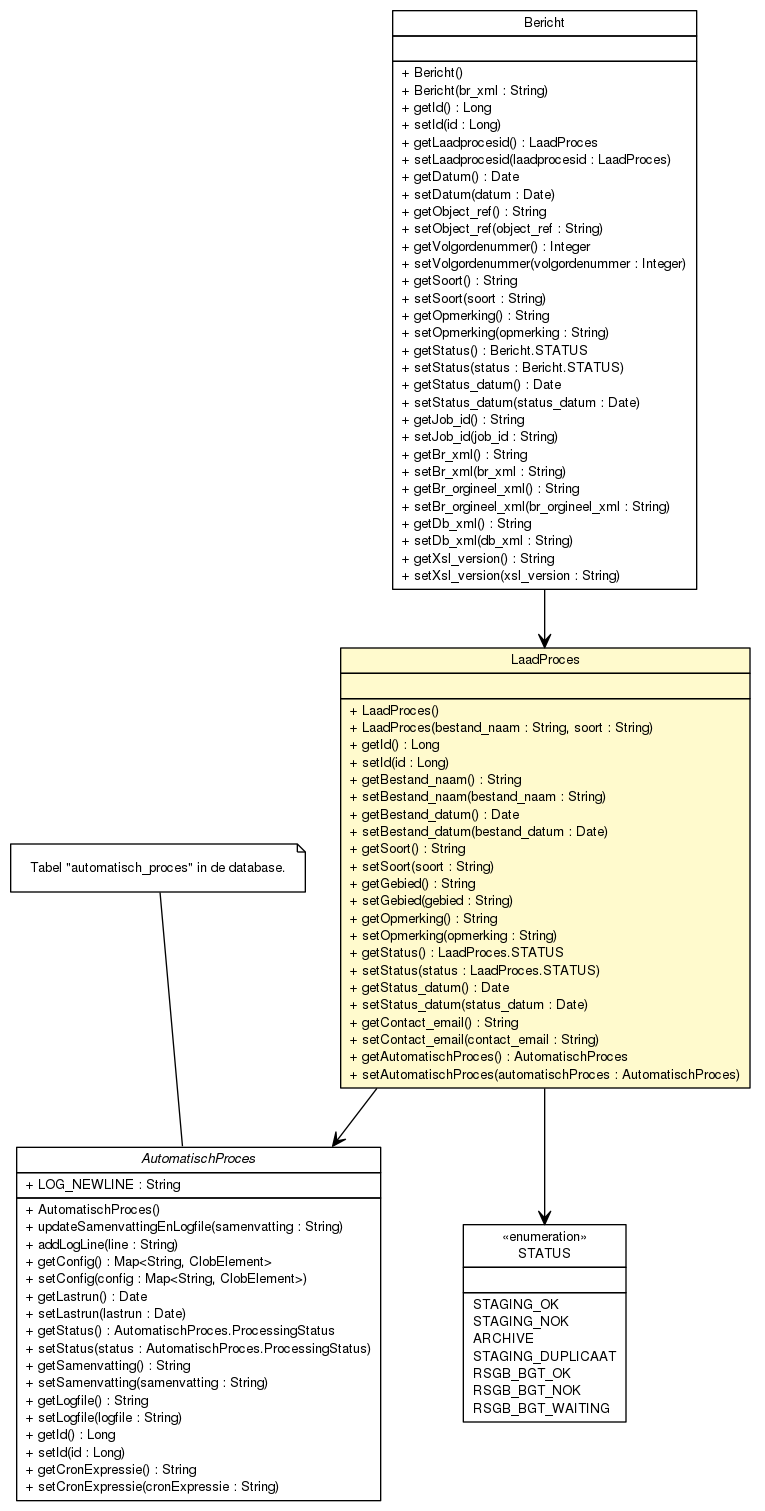 Bericht
+ Bericht()
+ Bericht(br_xml : String)
+ getId() : Long
+ setId(id : Long)
+ getLaadprocesid() : LaadProces
+ setLaadprocesid(laadprocesid : LaadProces)
+ getDatum() : Date
+ setDatum(datum : Date)
+ getObject_ref() : String
+ setObject_ref(object_ref : String)
+ getVolgordenummer() : Integer
+ setVolgordenummer(volgordenummer : Integer)
+ getSoort() : String
+ setSoort(soort : String)
+ getOpmerking() : String
+ setOpmerking(opmerking : String)
+ getStatus() : Bericht.STATUS
+ setStatus(status : Bericht.STATUS)
+ getStatus_datum() : Date
+ setStatus_datum(status_datum : Date)
+ getJob_id() : String
+ setJob_id(job_id : String)
+ getBr_xml() : String
+ setBr_xml(br_xml : String)
+ getBr_orgineel_xml() : String
+ setBr_orgineel_xml(br_orgineel_xml : String)
+ getDb_xml() : String
+ setDb_xml(db_xml : String)
+ getXsl_version() : String
+ setXsl_version(xsl_version : String)
LaadProces
+ LaadProces()
+ LaadProces(bestand_naam : String, soort : String)
+ getId() : Long
+ setId(id : Long)
+ getBestand_naam() : String
+ setBestand_naam(bestand_naam : String)
+ getBestand_datum() : Date
+ setBestand_datum(bestand_datum : Date)
+ getSoort() : String
+ setSoort(soort : String)
+ getGebied() : String
+ setGebied(gebied : String)
+ getOpmerking() : String
+ setOpmerking(opmerking : String)
+ getStatus() : LaadProces.STATUS
+ setStatus(status : LaadProces.STATUS)
+ getStatus_datum() : Date
+ setStatus_datum(status_datum : Date)
+ getContact_email() : String
+ setContact_email(contact_email : String)
+ getAutomatischProces() : AutomatischProces
+ setAutomatischProces(automatischProces : AutomatischProces)
Tabel "automatisch_proces" in de database.
AutomatischProces
+ LOG_NEWLINE : String
+ AutomatischProces()
+ updateSamenvattingEnLogfile(samenvatting : String)
+ addLogLine(line : String)
+ getConfig() : Map<String, ClobElement>
+ setConfig(config : Map<String, ClobElement>)
+ getLastrun() : Date
+ setLastrun(lastrun : Date)
+ getStatus() : AutomatischProces.ProcessingStatus
+ setStatus(status : AutomatischProces.ProcessingStatus)
+ getSamenvatting() : String
+ setSamenvatting(samenvatting : String)
+ getLogfile() : String
+ setLogfile(logfile : String)
+ getId() : Long
+ setId(id : Long)
+ getCronExpressie() : String
+ setCronExpressie(cronExpressie : String)
«enumeration»
STATUS
STAGING_OK
STAGING_NOK
ARCHIVE
STAGING_DUPLICAAT
RSGB_BGT_OK
RSGB_BGT_NOK
RSGB_BGT_WAITING